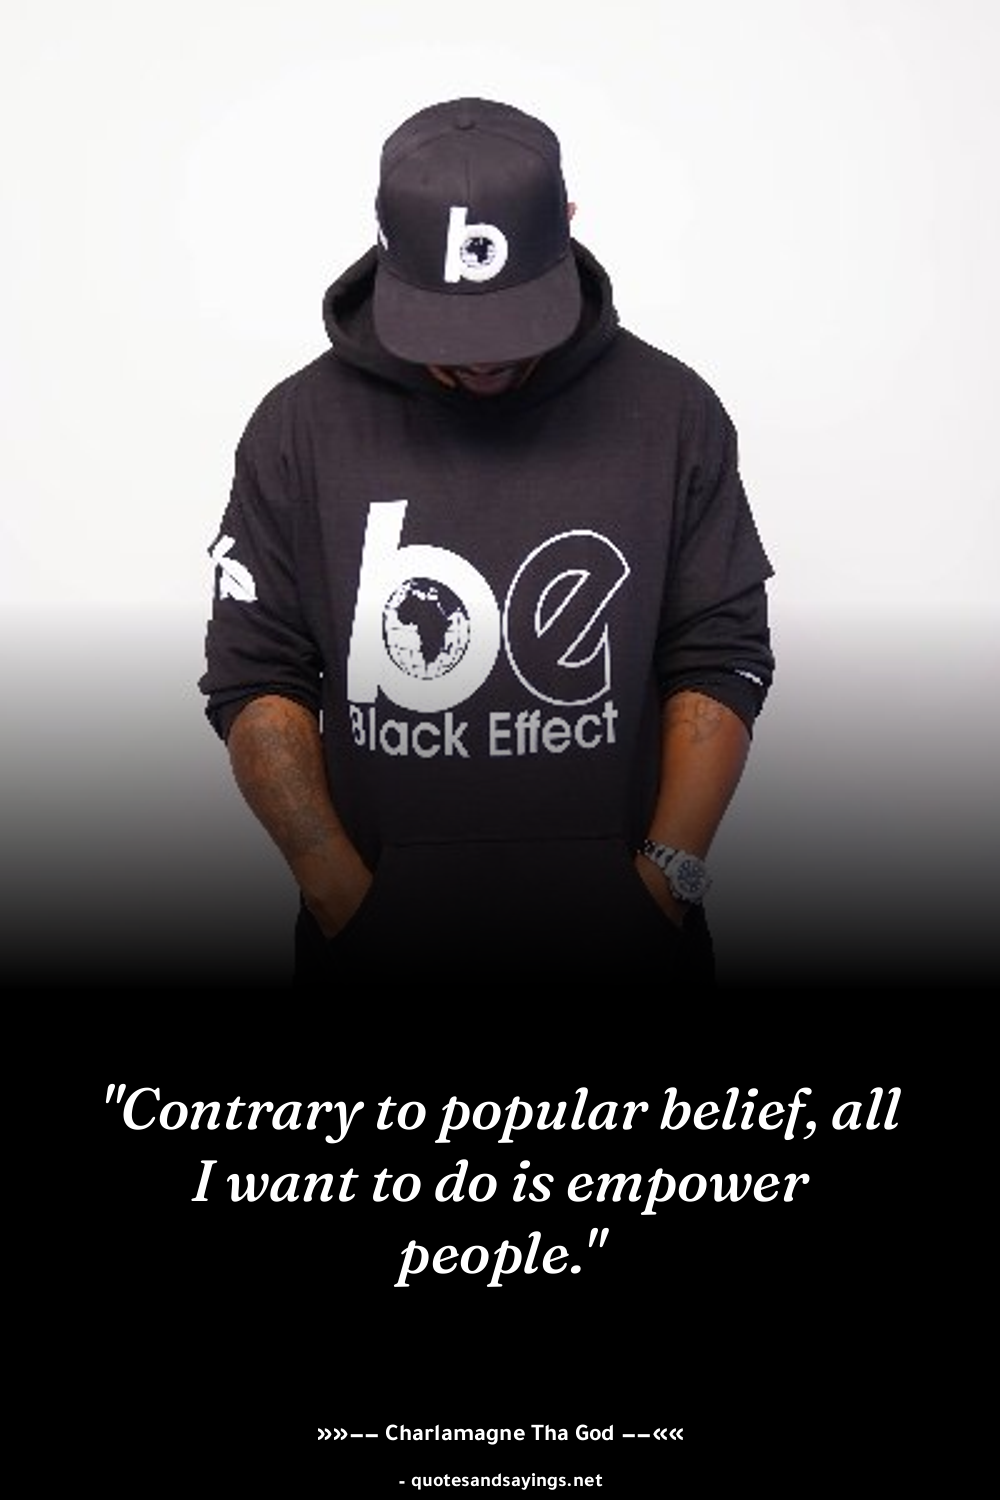 b
be
Black Effect
"Contrary to popular belief, all
I want to do is empower
people."
»»–– Charlamagne Tha God ––««
- quotesandsayings.net